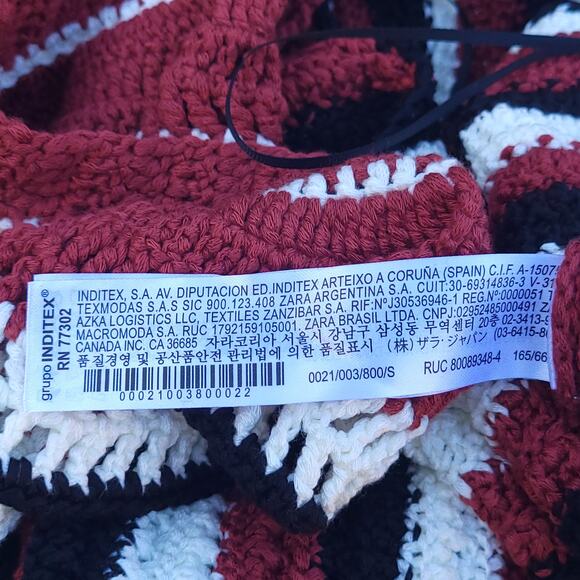 grupo INDITEX®
RN 77302
INDITEX, S.A. AV. DIPUTACION ED.INDITEX ARTEIXO A CORUÑA (SPAIN) C.I.F. A-1507
TEXMODAS S.A.S SIC 900.123.408 ZARA ARGENTINA S.A. CUIT:30-69314836-3 V-31
AZKA LOGISTICS LLC, TEXTILES ZANZIBAR S.A. RIF:NºJ30536946-1 REG.Nº:0000051 T
MACROMODA S.A. RUC 1792159105001. ZARA BRASIL LTDA. CNPJ:02952485000491 Z
CANADA INC. CA 36685 자라코리아 서울시 강남구 삼성동 무역센터 20층 02-3413-
품질경영 및 공산품안전 관리법에 의한 품질표시 (株) ザラ・ジャパン (03-6415-8
0021/003/800/S RUC 80089348-4 165/66
00021003800022